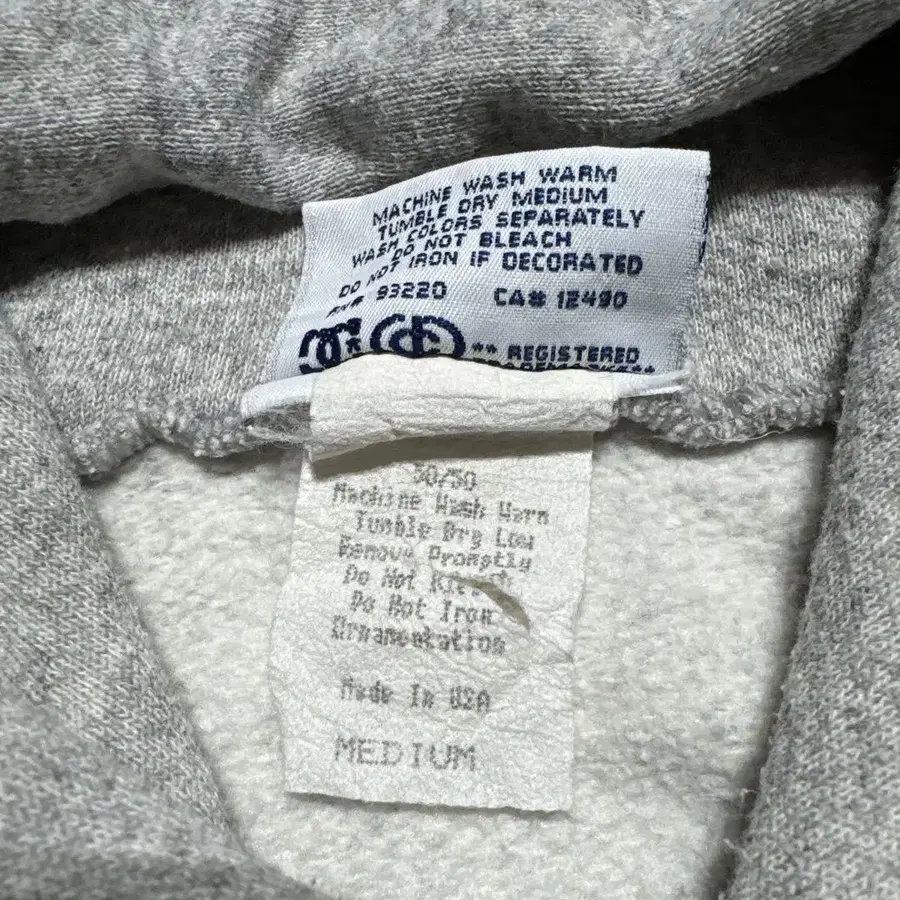 MACHINE WASH WARM
TUMBLE DRY MEDIUM
WASH COLORS SEPARATELY
DO NOT BLEACH
DO NOT IRON IF DECORATED
RN# 93220 CA# 12490
** REGISTERED
50/50
Machine Wash Warm
Tumble Dry Low
Remove Promptly
Do Not
Do Not Iron
Ornamentation
Made In USA
MEDIUM